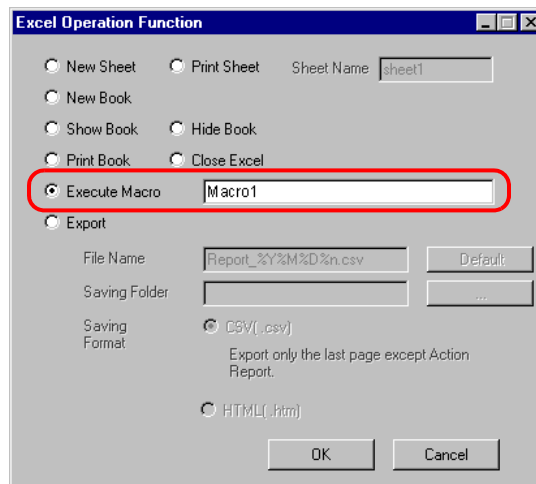 Excel Operation Function
New Sheet Print Sheet Sheet Name sheet1
New Book
Show Book Hide Book
Print Book Close Excel
Execute Macro Macro1
Export
File Name Report_%Y%M%D%n.csv Default
Saving Folder ...
Saving
Format
CSV( .csv)
Export only the last page except Action
Report.
HTML( .htm)
OK Cancel